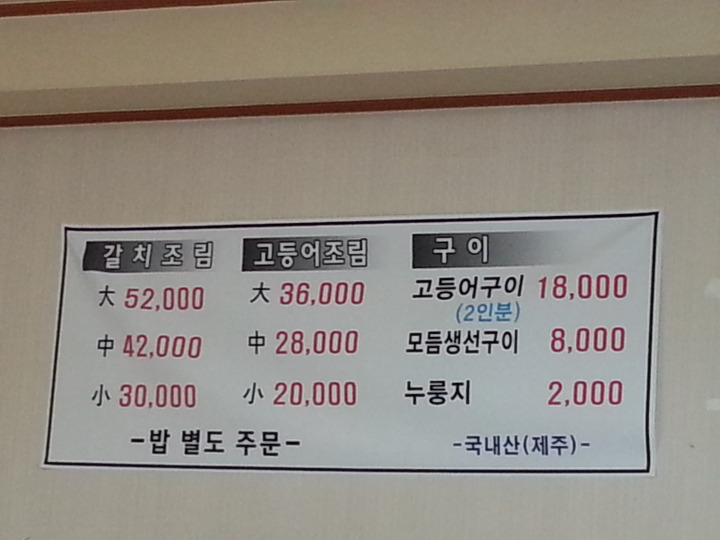 갈치조림
大 52,000
中 42,000
小 30,000
고등어조림
大 36,000
中 28,000
小 20,000
-밥 별도 주문-
구이
고등어구이 18,000
(2인분)
모듬생선구이 8,000
누룽지 2,000
-국내산(제주)-